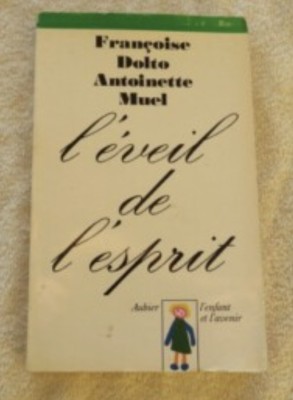 Françoise
Dolto
Antoinette
Muel
l'éveil
de
l'esprit
Aubier
l'enfant
et l'avenir